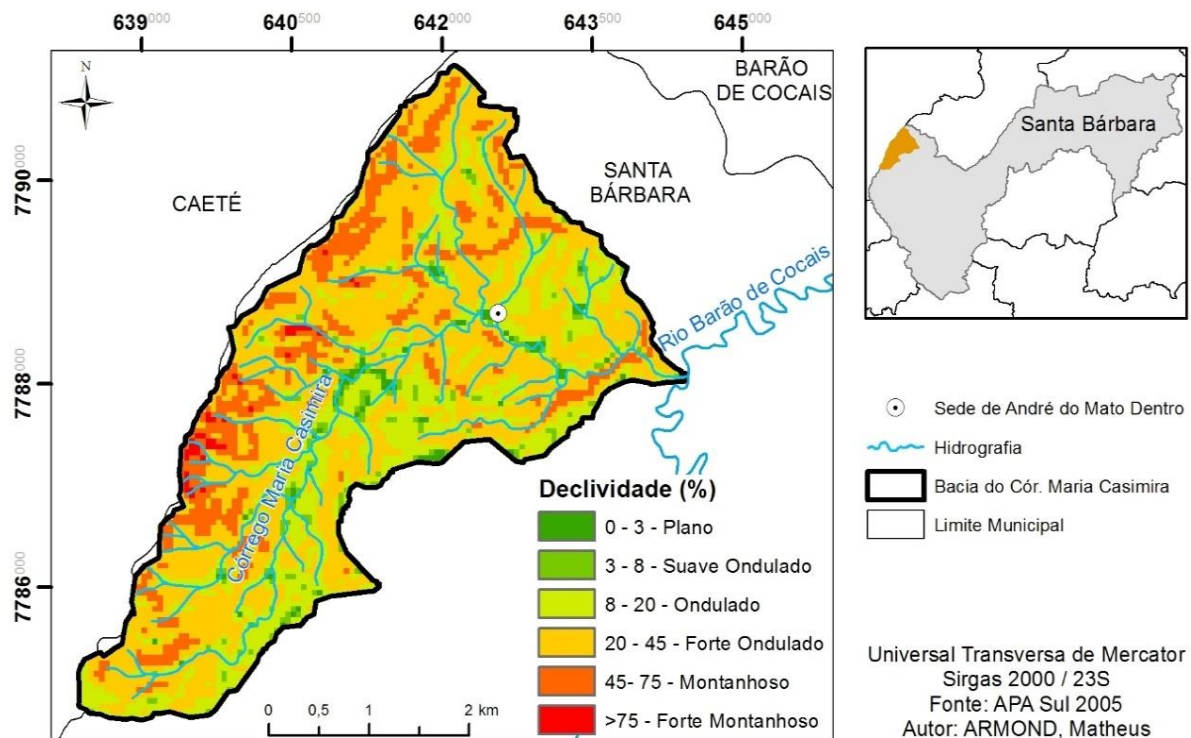 639000 640500 642000 643500 645000
N
BARÃO
DE COCAIS
CAETÉ
SANTA
BÁRBARA
7790000
7788000
7786000
Rio Barão de Cocais
Córrego Maria Casimira
Declividade (%)
0 - 3 - Plano
3 - 8 - Suave Ondulado
8 - 20 - Ondulado
20 - 45 - Forte Ondulado
45- 75 - Montanhoso
>75 - Forte Montanhoso
0 0,5 1 2 km
Santa Bárbara
Sede de André do Mato Dentro
Hidrografia
Bacia do Cór. Maria Casimira
Limite Municipal
Universal Transversa de Mercator
Sirgas 2000 / 23S
Fonte: APA Sul 2005
Autor: ARMOND, Matheus